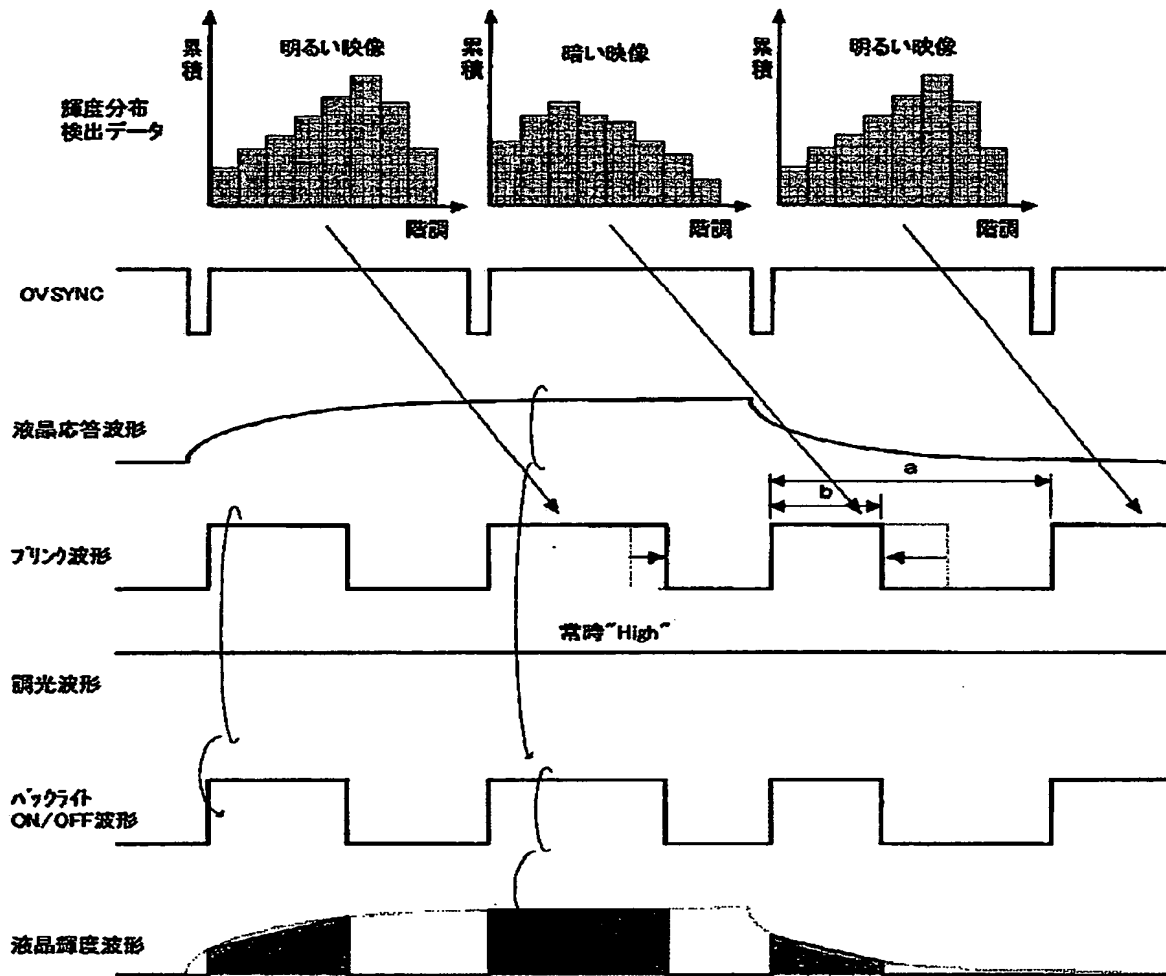 累積
明るい映像
累積
暗い映像
累積
明るい映像
輝度分布
検出データ
階調
階調
階調
OVSYNC
液晶応答波形
a
b
ブリンク波形
常時"High"
調光波形
バックライト
ON/OFF波形
液晶輝度波形